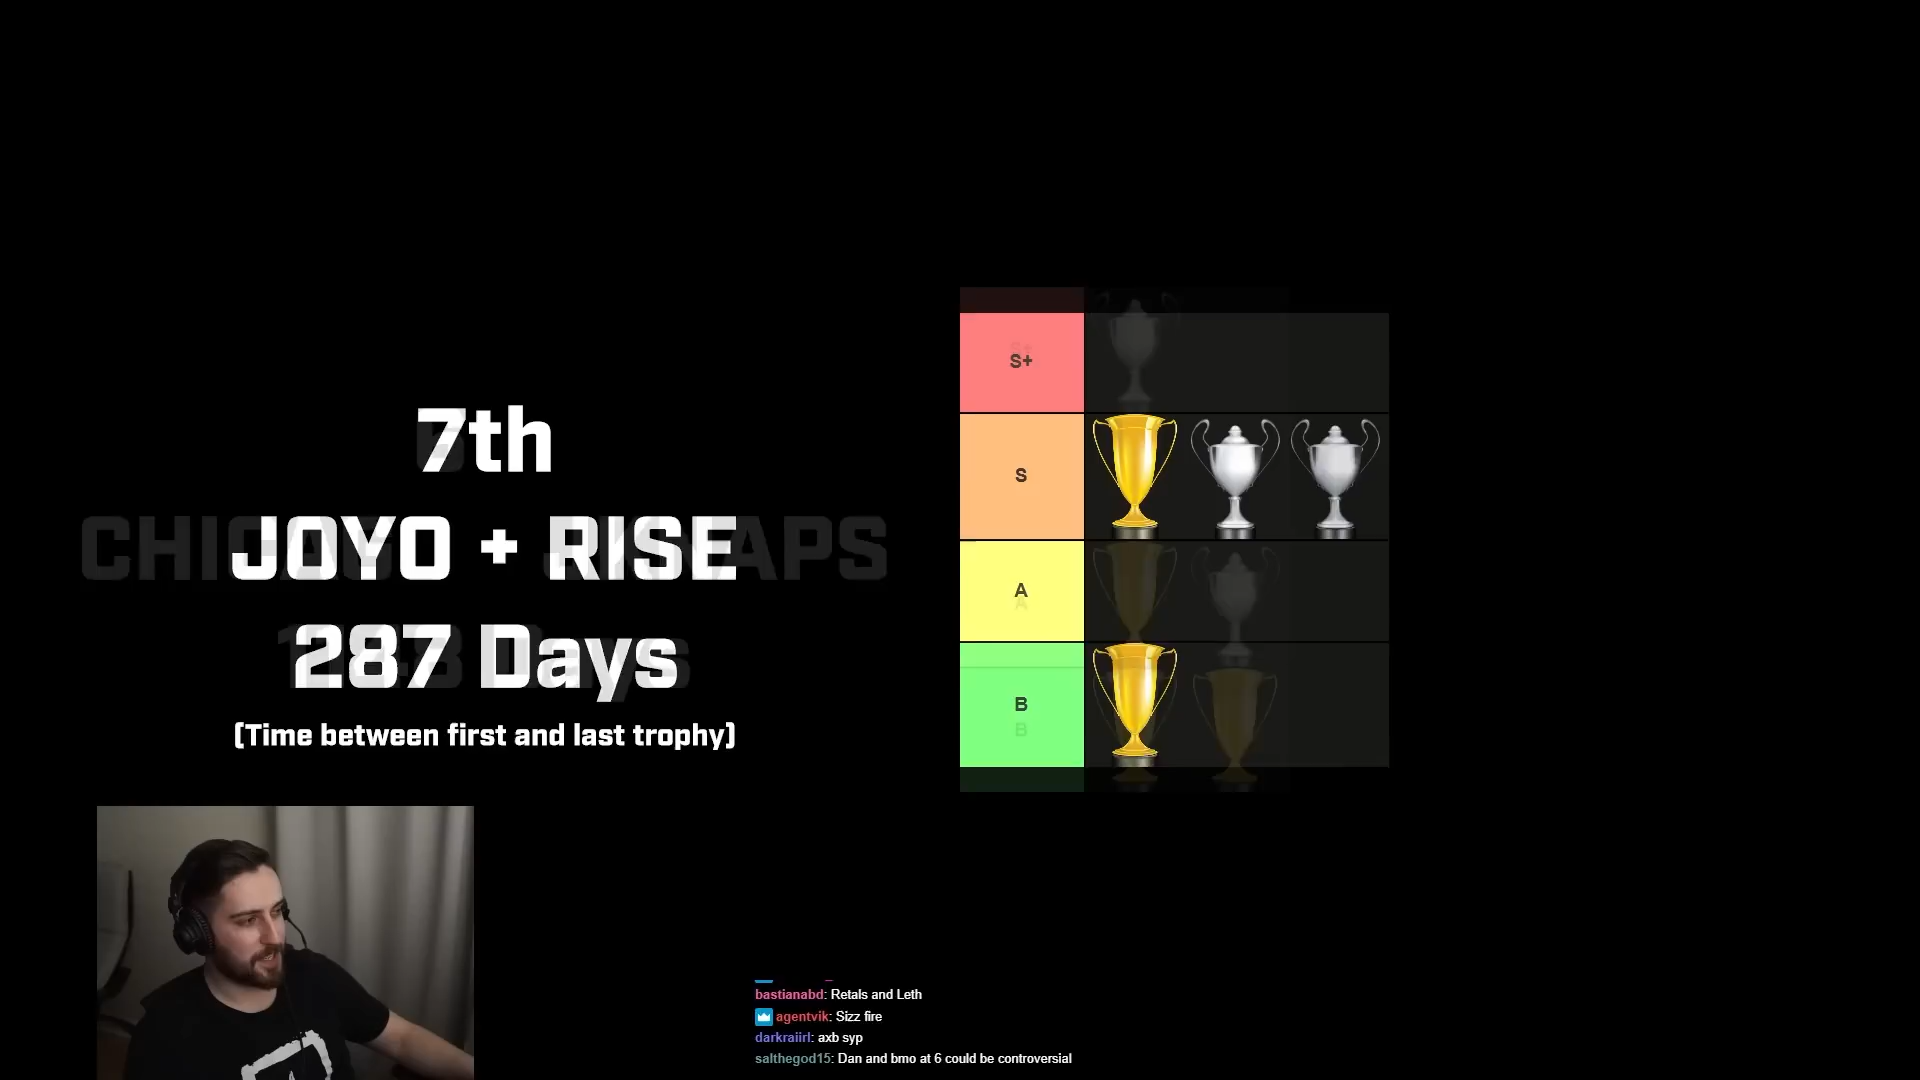 7th
JOYO + RISE
287 Days
(Time between first and last trophy)
S+
S
A
B
bastianabd: Retals and Leth
agentvik: Sizz fire
darkraiirl: axb syp
salthegod15: Dan and bmo at 6 could be controversial